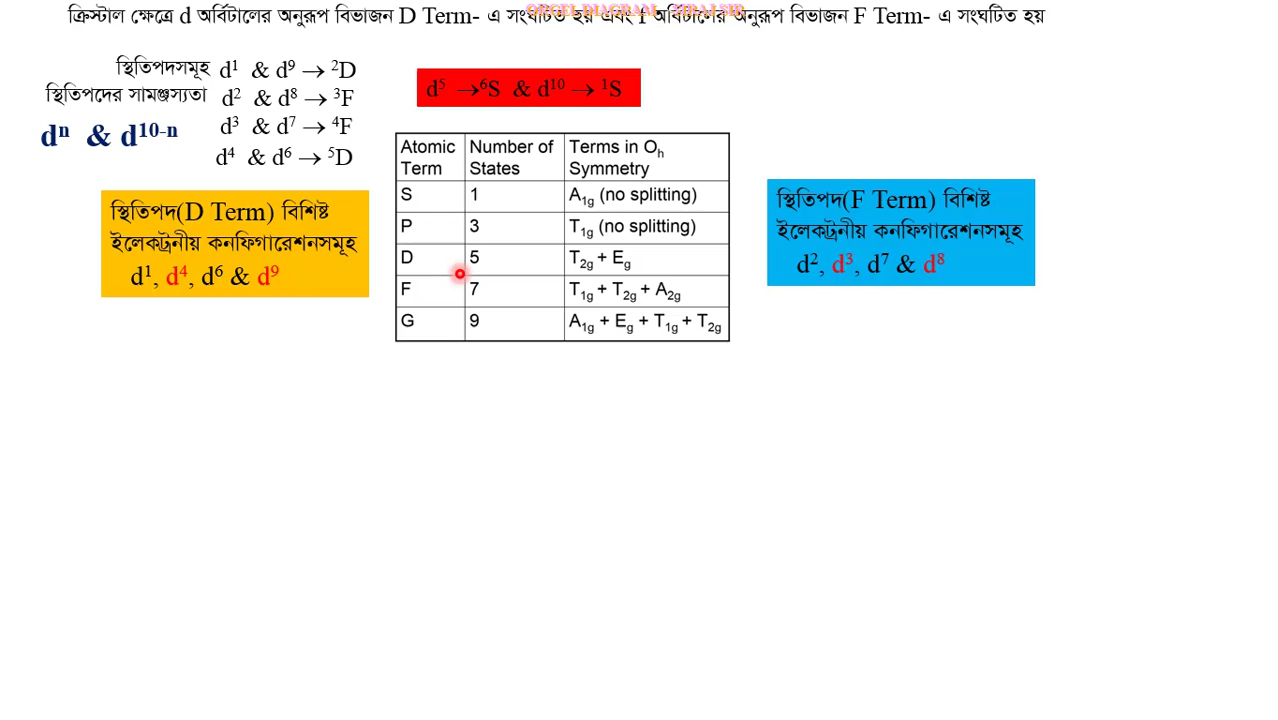 ORGEL DIAGRAAL - SIRAJ SIR
ক্রিস্টাল ক্ষেত্রে d অর্বিটালের অনুরূপ বিভাজন D Term- এ সংঘটিত হয় এবং f অর্বিটালের অনুরূপ বিভাজন F Term- এ সংঘটিত হয়
স্থিতিপদসমূহ d¹ & d⁹ → ²D
স্থিতিপদের সামঞ্জস্যতা d² & d⁸ → ³F
dⁿ & d¹⁰⁻ⁿ d³ & d⁷ → ⁴F
d⁴ & d⁶ → ⁵D
d⁵ →⁶S & d¹⁰ → ¹S
স্থিতিপদ(D Term) বিশিষ্ট
ইলেকট্রনীয় কনফিগারেশনসমূহ
d¹, d⁴, d⁶ & d⁹
Atomic Term Number of States Terms in Oₕ Symmetry
S 1 A₁g (no splitting)
P 3 T₁g (no splitting)
D 5 T₂g + Eg
F 7 T₁g + T₂g + A₂g
G 9 A₁g + Eg + T₁g + T₂g
স্থিতিপদ(F Term) বিশিষ্ট
ইলেকট্রনীয় কনফিগারেশনসমূহ
d², d³, d⁷ & d⁸